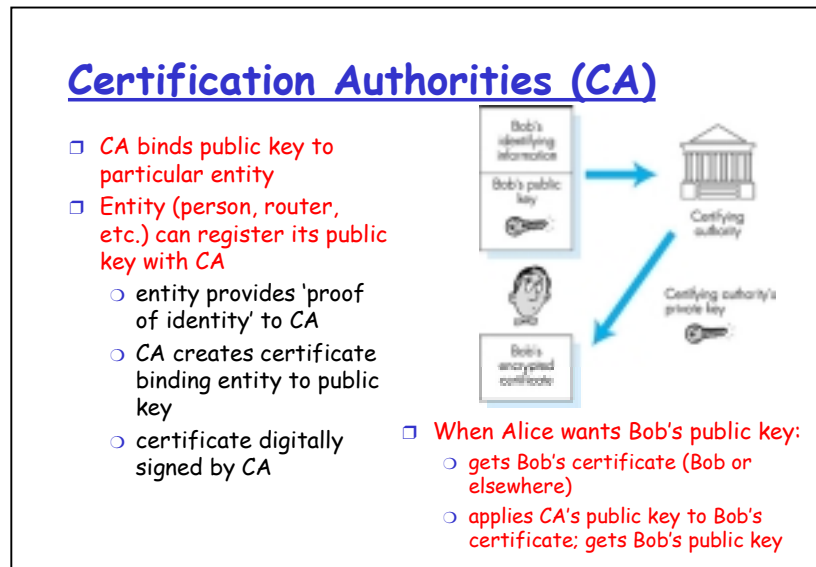 Certification Authorities (CA)
CA binds public key to
particular entity
Entity (person, router,
etc.) can register its public
key with CA
entity provides ‘proof
of identity’ to CA
CA creates certificate
binding entity to public
key
certificate digitally
signed by CA
Bob's
identifying
information
Bob's public
key
Certifying
authority
Certifying authority's
private key
Bob's
encrypted
certificate
When Alice wants Bob’s public key:
gets Bob’s certificate (Bob or
elsewhere)
applies CA’s public key to Bob’s
certificate; gets Bob’s public key